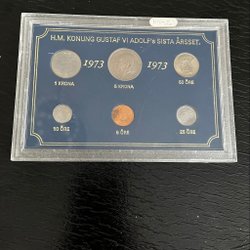 H.M. KONUNG GUSTAF VI ADOLF's SISTA ÅRSSET.
1973 1973
1 KRONA 5 KRONA 50 ÖRE
10 ÖRE 5 ÖRE 25 ÖRE